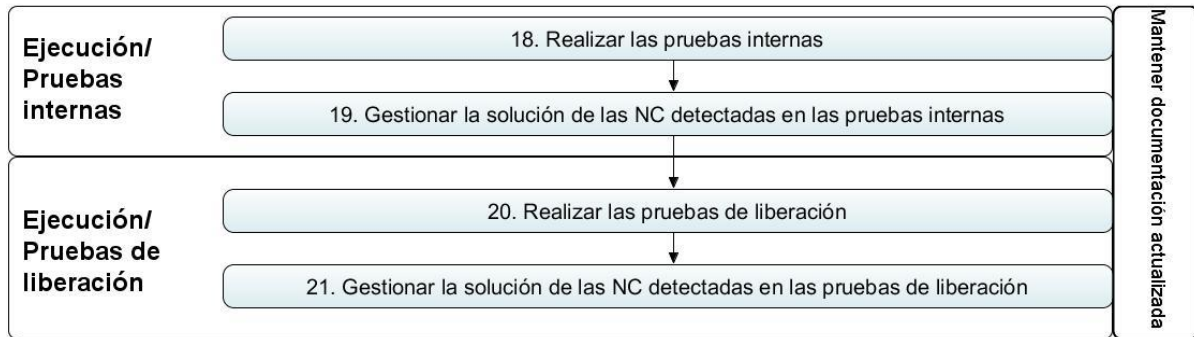 Ejecución/
Pruebas
internas
18. Realizar las pruebas internas
19. Gestionar la solución de las NC detectadas en las pruebas internas
Ejecución/
Pruebas de
liberación
20. Realizar las pruebas de liberación
21. Gestionar la solución de las NC detectadas en las pruebas de liberación
Mantener documentación actualizada